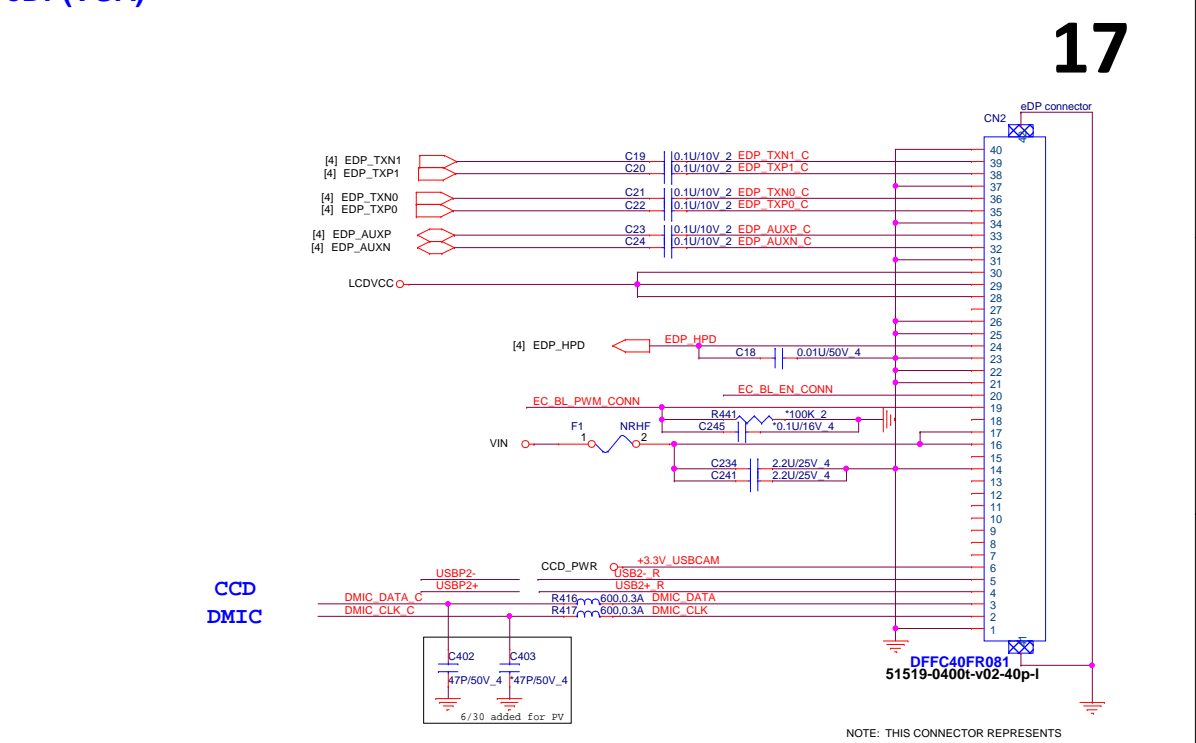 17
eDP connector
CN2
[4] EDP_TXN1 C19 0.1U/10V_2 EDP_TXN1_C 40
39
[4] EDP_TXP1 C20 0.1U/10V_2 EDP_TXP1_C 38
37
[4] EDP_TXN0 C21 0.1U/10V_2 EDP_TXN0_C 36
[4] EDP_TXP0 C22 0.1U/10V_2 EDP_TXP0_C 35
34
[4] EDP_AUXP C23 0.1U/10V_2 EDP_AUXP_C 33
[4] EDP_AUXN C24 0.1U/10V_2 EDP_AUXN_C 32
31
30
LCDVCC 29
28
27
26
25
[4] EDP_HPD EDP_HPD 24
C18 0.01U/50V_4 23
22
21
EC_BL_EN_CONN 20
EC_BL_PWM_CONN 19
R441 *100K_2 18
C245 *0.1U/16V_4 17
VIN F1 1 NRHF 2 16
15
C234 2.2U/25V_4 14
C241 2.2U/25V_4 13
12
11
10
9
8
7
CCD_PWR +3.3V_USBCAM 6
USBP2- USB2-_R 5
CCD USBP2+ USB2+_R 4
DMIC_DATA_C R416 600,0.3A DMIC_DATA 3
DMIC DMIC_CLK_C R417 600,0.3A DMIC_CLK 2
1
C402 C403
47P/50V_4 *47P/50V_4
6/30 added for PV
DFFC40FR081
51519-0400t-v02-40p-l
NOTE: THIS CONNECTOR REPRESENTS